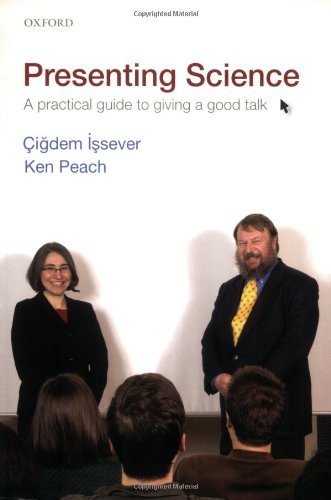 OXFORD
Presenting Science
A practical guide to giving a good talk
Çiğdem İşsever
Ken Peach
Copyrighted Material
Copyrighted Material